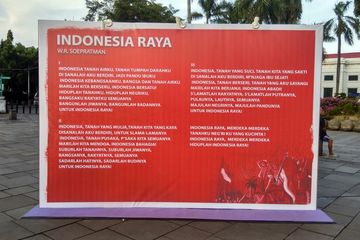 INDONESIA RAYA
W.R. SOEPRATMAN
I
INDONESIA TANAH AIRKU, TANAH TUMPAH DARAHKU
DI SANALAH AKU BERDIRI, JADI PANDU IBUKU
INDONESIA KEBANGSAANKU, BANGSA DAN TANAH AIRKU
MARILAH KITA BERSERU, INDONESIA BERSATU
HIDUPLAH TANAHKU, HIDUPLAH NEGRIKU,
BANGSAKU RAKYATKU SEMUANYA
BANGUNLAH JIWANYA, BANGUNLAH BADANNYA
UNTUK INDONESIA RAYA!
II
INDONESIA, TANAH YANG MULIA, TANAH KITA YANG KAYA
DISANALAH AKU BERDIRI, UNTUK SLAMA-LAMANYA
INDONESIA, TANAH PUSAKA, P'SAKA KITA SEMUANYA
MARILAH KITA MENDOA, INDONESIA BAHAGIA!
SUBURLAH TANAHNYA, SUBURLAH JIWANYA,
BANGSANYA, RAKYATNYA, SEMUANYA
SADARLAH HATINYA, SADARLAH BUDINYA
UNTUK INDONESIA RAYA!
III
INDONESIA, TANAH YANG SUCI, TANAH KITA YANG SAKTI
DI SANALAH AKU BERDIRI, M'NJAGA IBU SEJATI
INDONESIA, TANAH BERSERI, TANAH YANG AKU SAYANGI
MARILAH KITA BERJANJI, INDONESIA ABADI
S'LAMATLAH RAKYATNYA, S'LAMATLAH PUTRANYA,
PULAUNYA, LAUTNYA, SEMUANYA
MAJULAH NEGRINYA, MAJULAH PANDUNYA
UNTUK INDONESIA RAYA!
INDONESIA RAYA, MERDEKA MERDEKA
TANAHKU NEG'RI KU YANG KUCINTA!
INDONESIA RAYA, MERDEKA MERDEKA
HIDUPLAH INDONESIA RAYA!